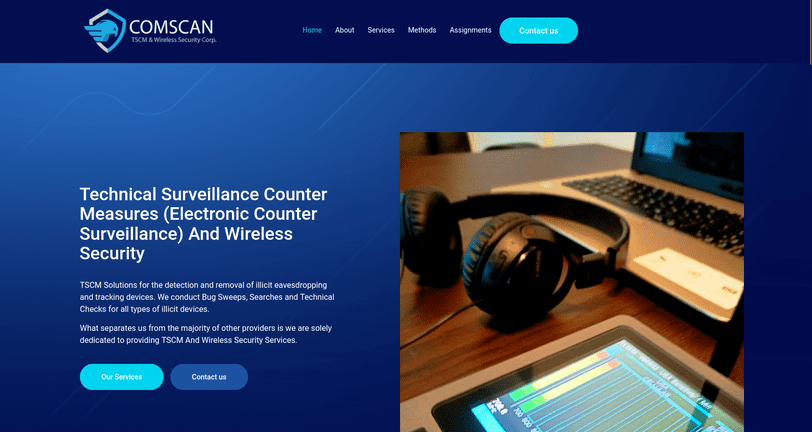 COMSCAN
TSCM & Wireless Security Corp.
Home
About
Services
Methods
Assignments
Contact us
Technical Surveillance Counter
Measures (Electronic Counter
Surveillance) And Wireless
Security
TSCM Solutions for the detection and removal of illicit eavesdropping
and tracking devices. We conduct Bug Sweeps, Searches and Technical
Checks for all types of illicit devices.
What separates us from the majority of other providers is we are solely
dedicated to providing TSCM And Wireless Security Services.
Our Services
Contact us